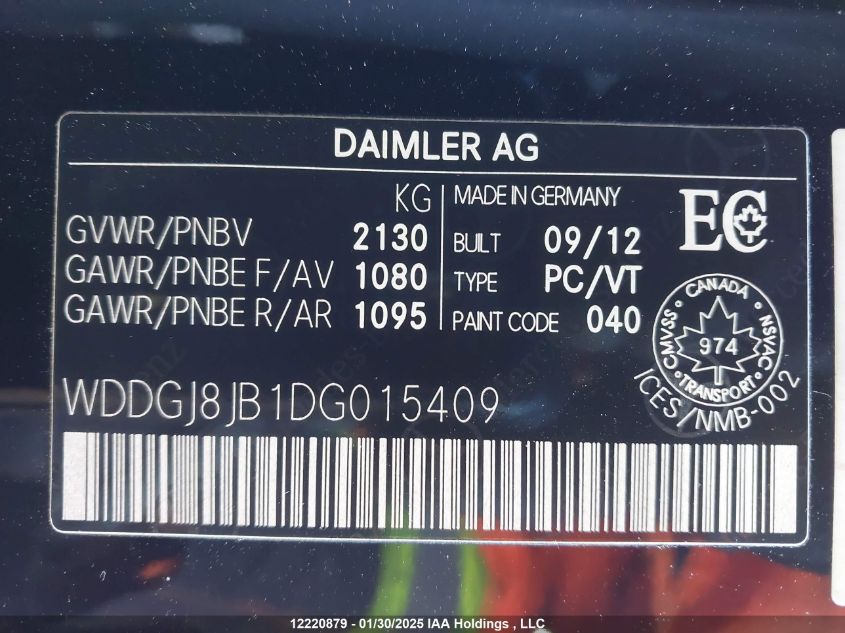 DAIMLER AG
KG
GVWR/PNBV 2130
GAWR/PNBE F/AV 1080
GAWR/PNBE R/AR 1095
MADE IN GERMANY
BUILT 09/12
TYPE PC/VT
PAINT CODE 040
EC
CANADA
CMVSS 974 NSVAC
TRANSPORT
ICES/NMB-002
WDDGJ8JB1DG015409
12220879 - 01/30/2025 IAA Holdings , LLC